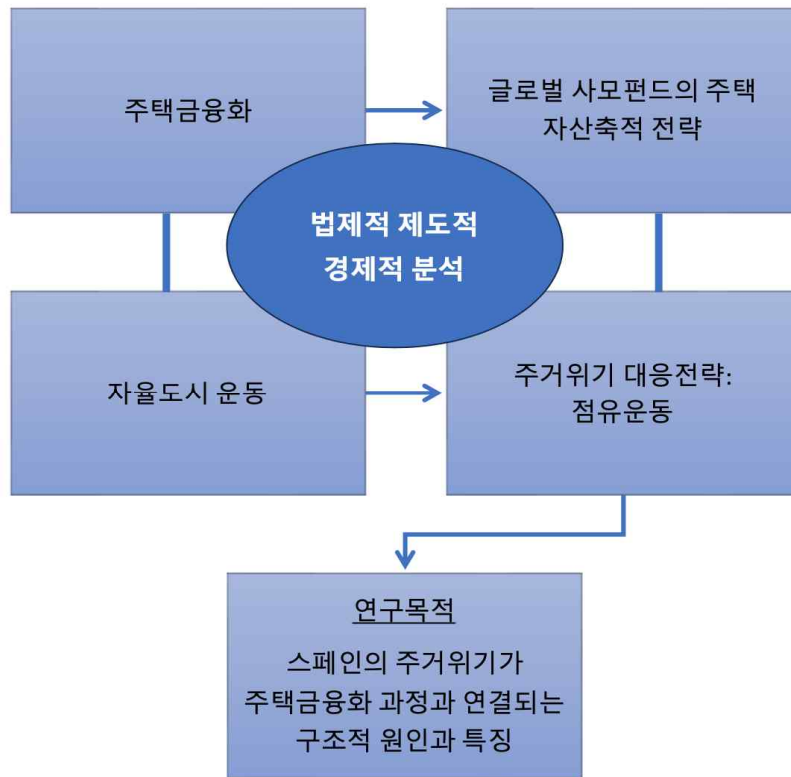 주택금융화
글로벌 사모펀드의 주택
자산축적 전략
법제적 제도적
경제적 분석
자율도시 운동
주거위기 대응전략:
점유운동
연구목적
스페인의 주거위기가
주택금융화 과정과 연결되는
구조적 원인과 특징